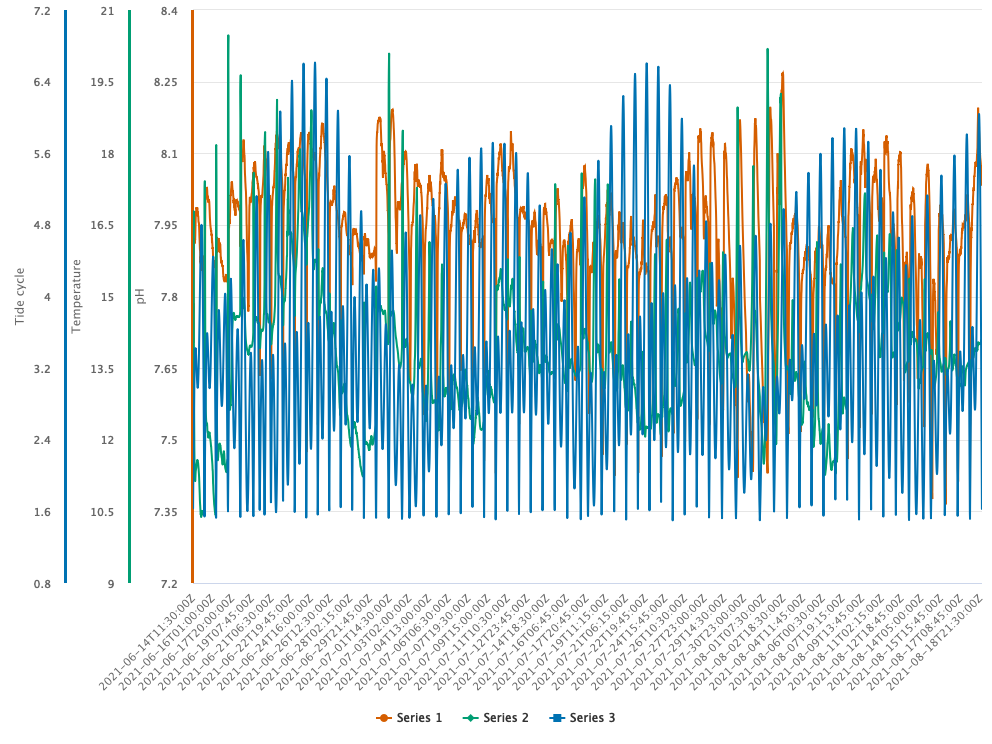 7.2 21 8.4
6.4 19.5 8.25
5.6 18 8.1
4.8 16.5 7.95
4 15 7.8
3.2 13.5 7.65
2.4 12 7.5
1.6 10.5 7.35
0.8 9 7.2
Tide cycle
Temperature
pH
2021-06-14T11:30:00Z
2021-06-16T01:00:00Z
2021-06-17T20:00:00Z
2021-06-19T07:45:00Z
2021-06-21T06:30:00Z
2021-06-22T19:45:00Z
2021-06-24T16:00:00Z
2021-06-26T12:30:00Z
2021-06-28T02:15:00Z
2021-06-29T21:45:00Z
2021-07-01T14:30:00Z
2021-07-03T02:00:00Z
2021-07-04T13:00:00Z
2021-07-06T00:30:00Z
2021-07-07T19:30:00Z
2021-07-09T15:00:00Z
2021-07-11T00:30:00Z
2021-07-12T23:45:00Z
2021-07-14T18:30:00Z
2021-07-16T05:45:00Z
2021-07-17T20:45:00Z
2021-07-19T11:15:00Z
2021-07-21T06:15:00Z
2021-07-22T19:45:00Z
2021-07-24T15:45:00Z
2021-07-26T10:30:00Z
2021-07-27T23:00:00Z
2021-07-29T14:30:00Z
2021-07-30T23:00:00Z
2021-08-01T07:30:00Z
2021-08-02T18:30:00Z
2021-08-04T11:45:00Z
2021-08-06T00:30:00Z
2021-08-07T19:15:00Z
2021-08-09T13:45:00Z
2021-08-11T02:15:00Z
2021-08-12T18:45:00Z
2021-08-14T05:00:00Z
2021-08-15T15:45:00Z
2021-08-17T08:45:00Z
2021-08-18T21:30:00Z
Series 1 Series 2 Series 3